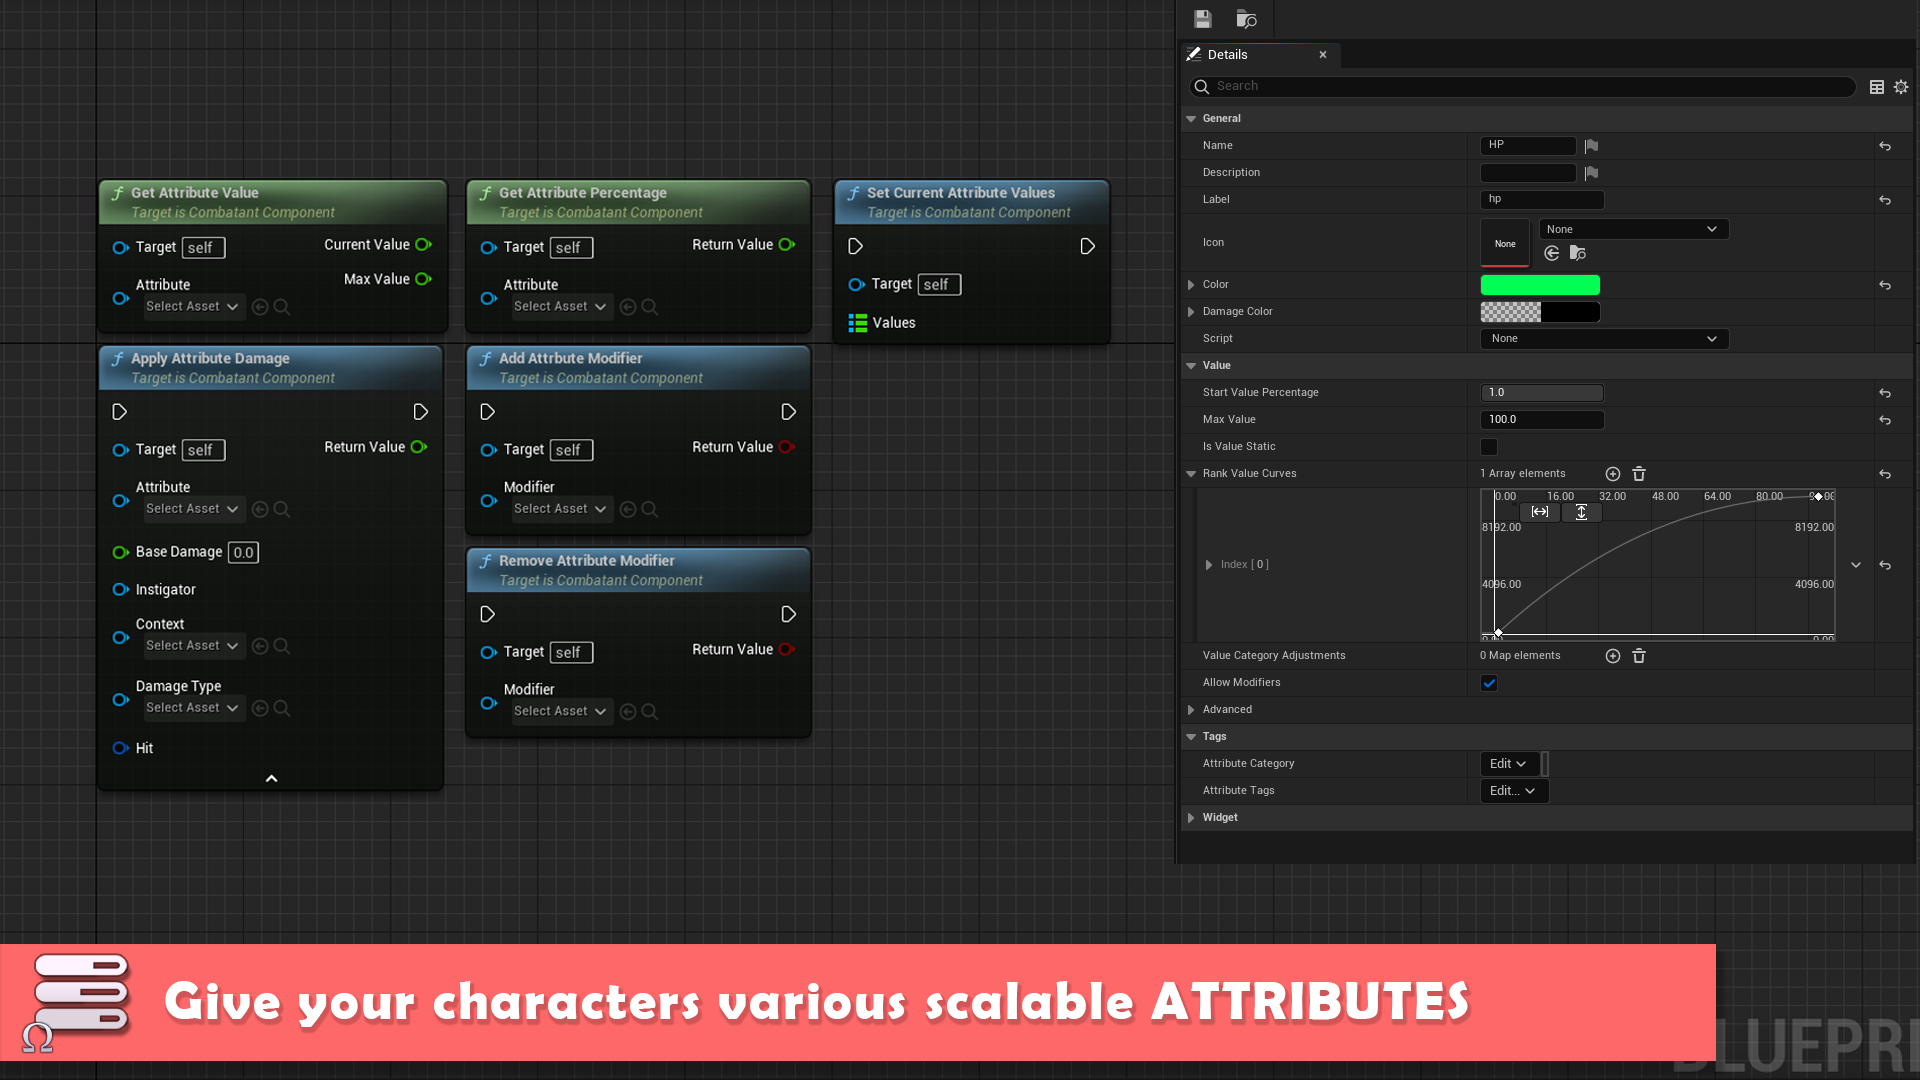 Get Attribute Value
Target is Combatant Component
Target self
Current Value
Max Value
Attribute
Select Asset
Get Attribute Percentage
Target is Combatant Component
Target self
Return Value
Attribute
Select Asset
Set Current Attribute Values
Target is Combatant Component
Target self
Values
Apply Attribute Damage
Target is Combatant Component
Target self
Return Value
Attribute
Select Asset
Base Damage 0.0
Instigator
Context
Select Asset
Damage Type
Select Asset
Hit
Add Attrbute Modifier
Target is Combatant Component
Target self
Return Value
Modifier
Select Asset
Remove Attribute Modifier
Target is Combatant Component
Target self
Return Value
Modifier
Select Asset
Details
Search
General
Name HP
Description
Label hp
Icon None None
Color
Damage Color
Script None
Value
Start Value Percentage 1.0
Max Value 100.0
Is Value Static
Rank Value Curves 1 Array elements
0.00 16.00 32.00 48.00 64.00 80.00
8192.00 8192.00
Index [ 0 ]
4096.00 4096.00
0.00
Value Category Adjustments 0 Map elements
Allow Modifiers
Advanced
Tags
Attribute Category Edit
Attribute Tags Edit...
Widget
Give your characters various scalable ATTRIBUTES
Ω
BLUEPRI